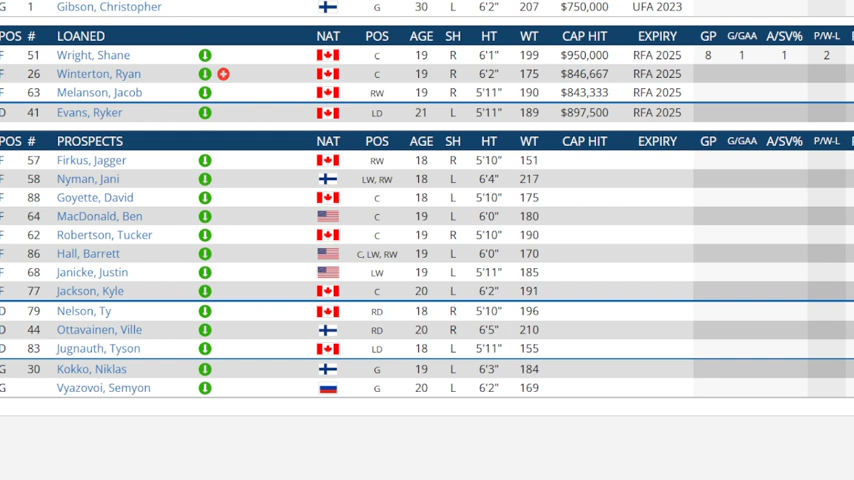 G 1 Gibson, Christopher G 30 L 6'2" 207 $750,000 UFA 2023
POS # LOANED NAT POS AGE SH HT WT CAP HIT EXPIRY GP G/GAA A/SV% P/W-L
F 51 Wright, Shane C 19 R 6'1" 199 $950,000 RFA 2025 8 1 1 2
F 26 Winterton, Ryan C 19 R 6'2" 175 $846,667 RFA 2025
F 63 Melanson, Jacob RW 19 R 5'11" 190 $843,333 RFA 2025
D 41 Evans, Ryker LD 21 L 5'11" 189 $897,500 RFA 2025
POS # PROSPECTS NAT POS AGE SH HT WT CAP HIT EXPIRY GP G/GAA A/SV% P/W-L
F 57 Firkus, Jagger RW 18 R 5'10" 151
F 58 Nyman, Jani LW, RW 18 L 6'4" 217
F 88 Goyette, David C 18 L 5'10" 175
F 64 MacDonald, Ben C 19 L 6'0" 180
F 62 Robertson, Tucker C 19 R 5'10" 190
F 86 Hall, Barrett C, LW, RW 19 L 6'0" 170
F 68 Janicke, Justin LW 19 L 5'11" 185
F 77 Jackson, Kyle C 20 L 6'2" 191
D 79 Nelson, Ty RD 18 R 5'10" 196
D 44 Ottavainen, Ville RD 20 R 6'5" 210
D 83 Jugnauth, Tyson LD 18 L 5'11" 155
G 30 Kokko, Niklas G 19 L 6'3" 184
G Vyazovoi, Semyon G 20 L 6'2" 169